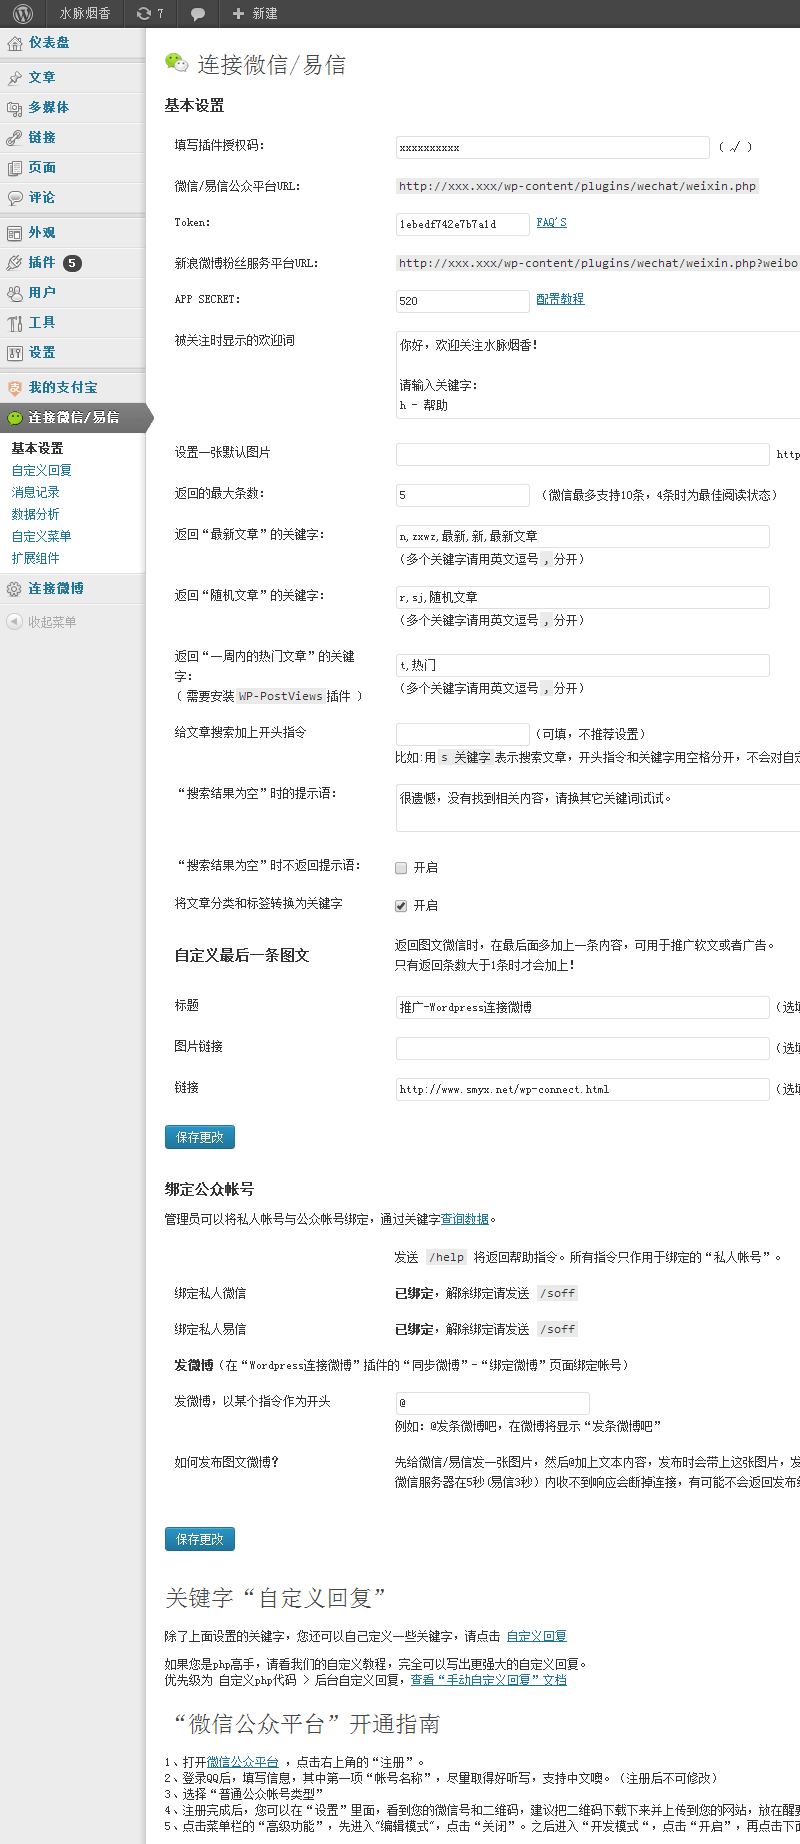 水脉烟香 7 新建
仪表盘
文章
多媒体
链接
页面
评论
外观
插件 5
用户
工具
设置
我的支付宝
连接微信/易信
基本设置
自定义回复
消息记录
数据分析
自定义菜单
扩展组件
连接微博
收起菜单
连接微信/易信
基本设置
填写插件授权码: xxxxxxxxxx ( √ )
微信/易信公众平台URL: http://xxx.xxx/wp-content/plugins/wechat/weixin.php
Token: 1ebedf742e7b7a1d FAQ'S
新浪微博粉丝服务平台URL: http://xxx.xxx/wp-content/plugins/wechat/weixin.php?weibo
APP SECRET: 520 配置教程
被关注时显示的欢迎词 你好，欢迎关注水脉烟香！
请输入关键字：
h - 帮助
设置一张默认图片 http
返回的最大条数: 5 （微信最多支持10条，4条时为最佳阅读状态）
返回“最新文章”的关键字: n,zxwz,最新,新,最新文章
（多个关键字请用英文逗号 , 分开）
返回“随机文章”的关键字: r,sj,随机文章
（多个关键字请用英文逗号 , 分开）
返回“一周内的热门文章”的关键字: t,热门
（ 需要安装 WP-PostViews 插件 ） （多个关键字请用英文逗号 , 分开）
给文章搜索加上开头指令 （可填，不推荐设置）
比如:用 s 关键字 表示搜索文章，开头指令和关键字用空格分开，不会对自定
“搜索结果为空”时的提示语: 很遗憾，没有找到相关内容，请换其它关键词试试。
“搜索结果为空”时不返回提示语: 开启
将文章分类和标签转换为关键字 开启
自定义最后一条图文 返回图文微信时，在最后面多加上一条内容，可用于推广软文或者广告。
只有返回条数大于1条时才会加上！
标题 推广-Wordpress连接微博 （选填
图片链接 （选填
链接 http://www.smyx.net/wp-connect.html （选填
保存更改
绑定公众帐号
管理员可以将私人帐号与公众帐号绑定，通过关键字查询数据。
发送 /help 将返回帮助指令。所有指令只作用于绑定的“私人帐号”。
绑定私人微信 已绑定，解除绑定请发送 /soff
绑定私人易信 已绑定，解除绑定请发送 /soff
发微博（在“Wordpress连接微博”插件的“同步微博”-“绑定微博”页面绑定帐号）
发微博，以某个指令作为开头 @
例如：@发条微博吧，在微博将显示“发条微博吧”
如何发布图文微博？ 先给微信/易信发一张图片，然后@加上文本内容，发布时会带上这张图片，发
微信服务器在5秒(易信3秒）内收不到响应会断掉连接，有可能不会返回发布结
保存更改
关键字“自定义回复”
除了上面设置的关键字，您还可以自己定义一些关键字，请点击 自定义回复
如果您是php高手，请看我们的自定义教程，完全可以写出更强大的自定义回复。
优先级为 自定义php代码 > 后台自定义回复，查看“手动自定义回复”文档
“微信公众平台”开通指南
1、打开微信公众平台 ，点击右上角的“注册”。
2、登录QQ后，填写信息，其中第一项“帐号名称”，尽量取得好听写，支持中文噢。（注册后不可修改）
3、选择“普通公众帐号类型”
4、注册完成后，您可以在“设置”里面，看到您的微信号和二维码，建议把二维码下载下来并上传到您的网站，放在醒
5、点击菜单栏的“高级功能”，先进入“编辑模式”，点击“关闭”。之后进入“开发模式“，点击“开启”，再点击下面